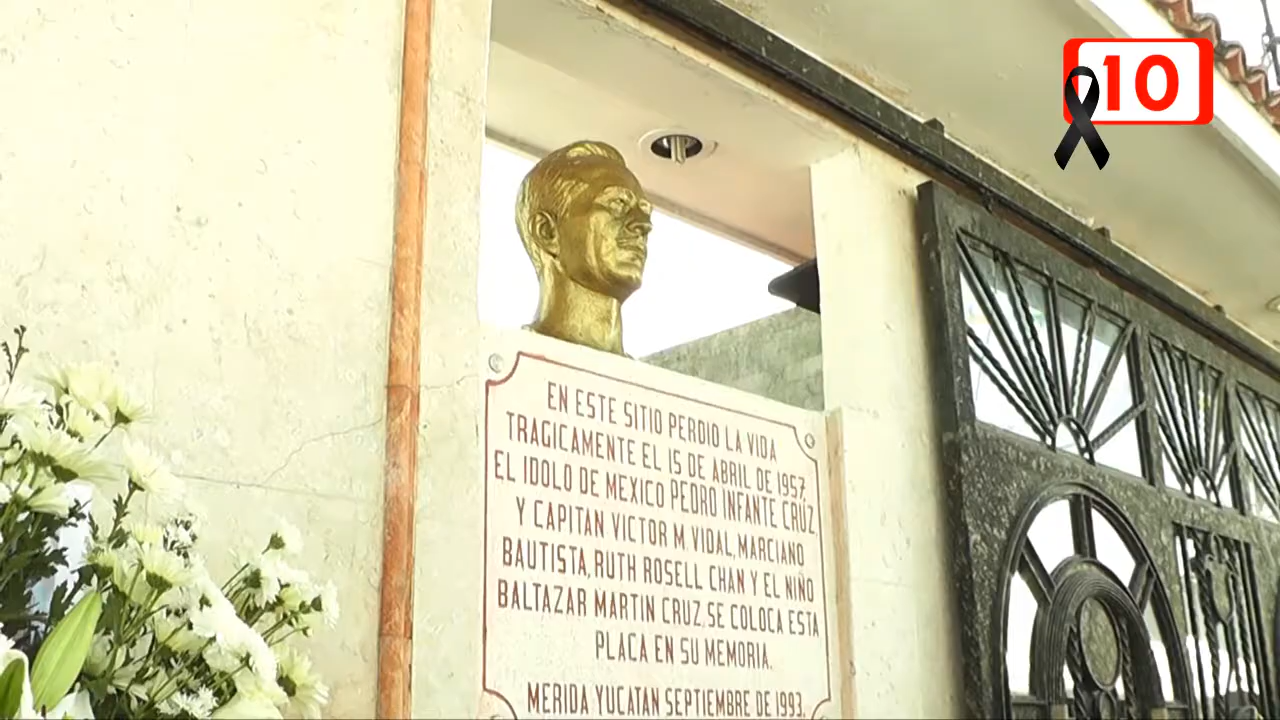 10
EN ESTE SITIO PERDIO LA VIDA
TRAGICAMENTE EL 15 DE ABRIL DE 1957,
EL IDOLO DE MEXICO PEDRO INFANTE CRUZ
Y CAPITAN VICTOR M. VIDAL, MARCIANO
BAUTISTA, RUTH ROSELL CHAN Y EL NIÑO
BALTAZAR MARTIN CRUZ, SE COLOCA ESTA
PLACA EN SU MEMORIA.
MERIDA YUCATAN SEPTIEMBRE DE 1993.